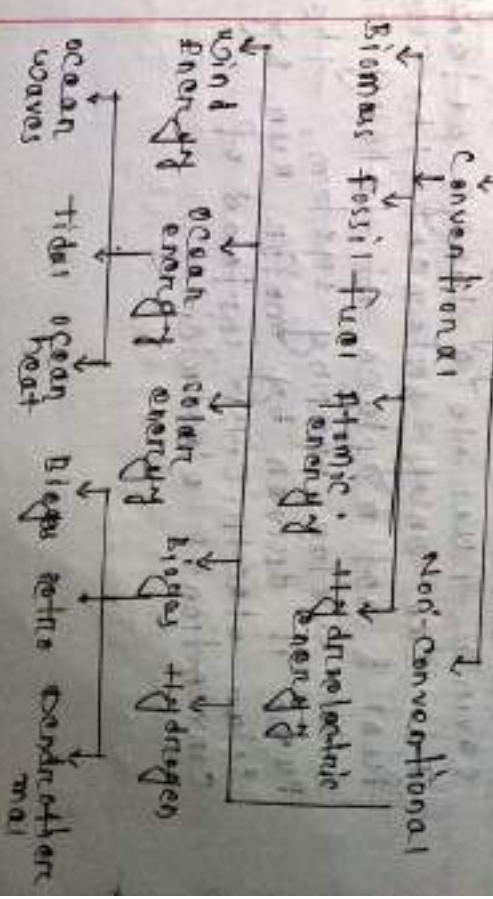 Conventional Non-Conventional
Biomass Fossil fuel Atomic energy Hydroelectric energy
Wind Energy Ocean energy Solar energy Biogas Hydrogen
Ocean waves Tidal Ocean heat Dendrothermal